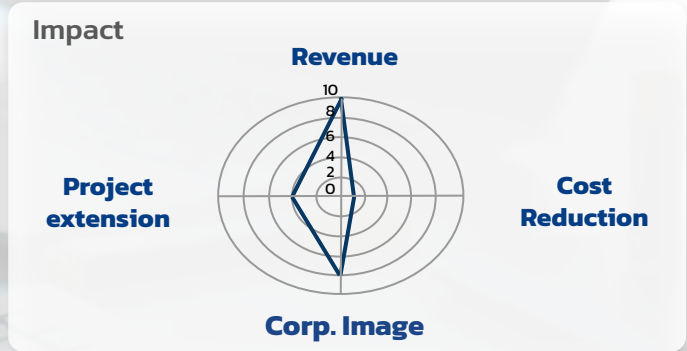 Impact
Revenue
10
8
6
4
2
0
Project
extension
Cost
Reduction
Corp. Image